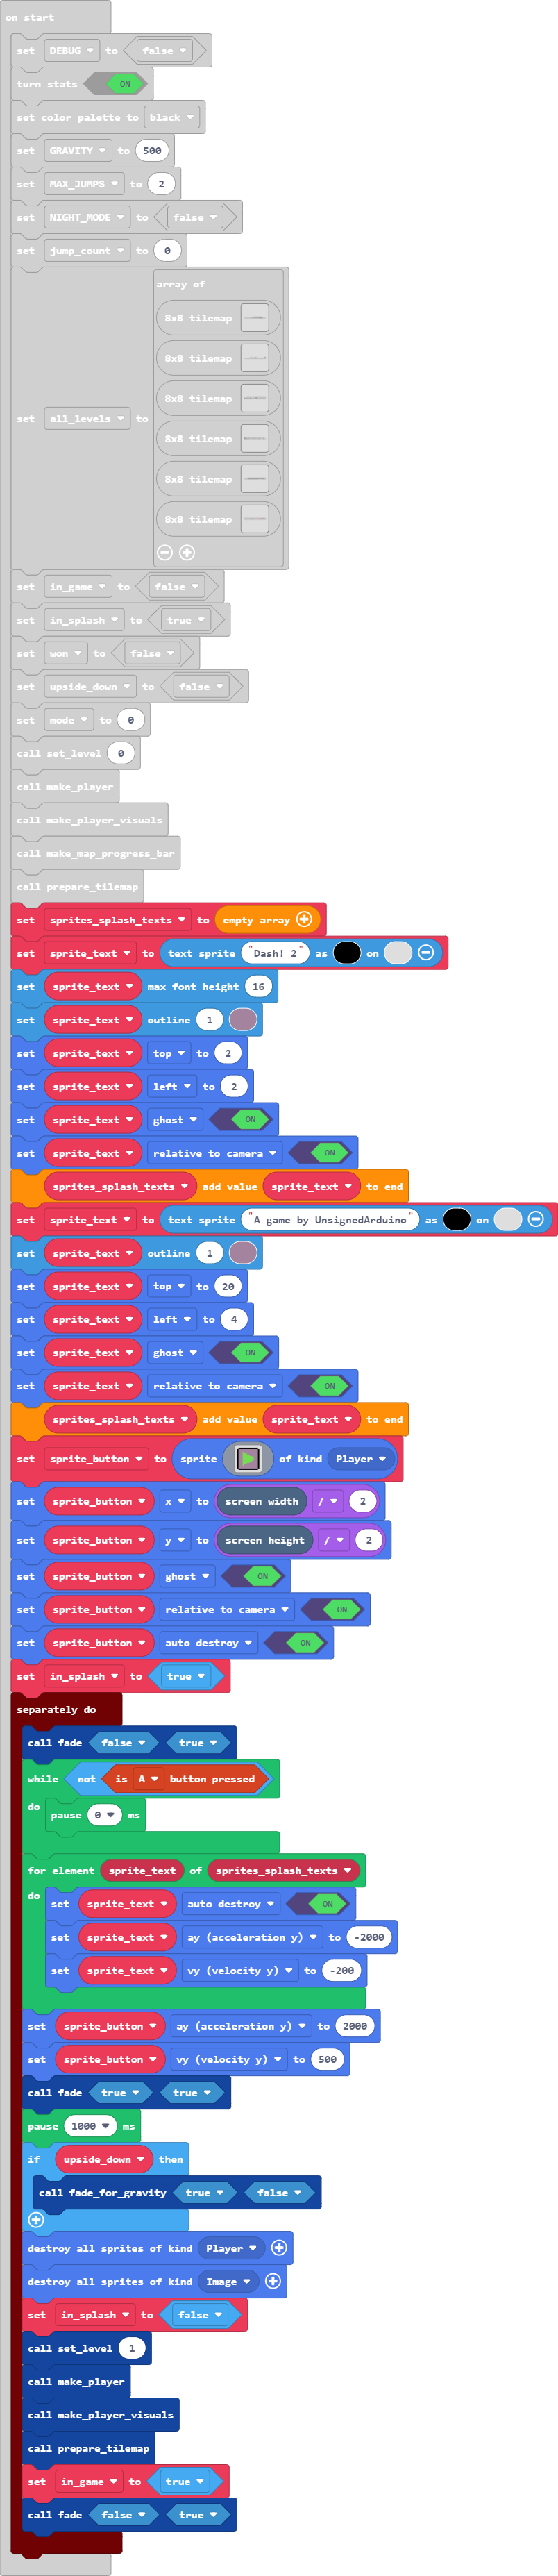 on start
set DEBUG to false
turn stats ON
set color palette to black
set GRAVITY to 500
set MAX_JUMPS to 2
set NIGHT_MODE to false
set jump_count to 0
array of
8x8 tilemap
8x8 tilemap
8x8 tilemap
set all_levels to
8x8 tilemap
8x8 tilemap
8x8 tilemap
set in_game to false
set in_splash to true
set won to false
set upside_down to false
set mode to 0
call set_level 0
call make_player
call make_player_visuals
call make_map_progress_bar
call prepare_tilemap
set sprites_splash_texts to empty array
set sprite_text to text sprite "Dash! 2" as on
set sprite_text max font height 16
set sprite_text outline 1
set sprite_text top to 2
set sprite_text left to 2
set sprite_text ghost ON
set sprite_text relative to camera ON
sprites_splash_texts add value sprite_text to end
set sprite_text to text sprite "A game by UnsignedArduino" as on
set sprite_text outline 1
set sprite_text top to 20
set sprite_text left to 4
set sprite_text ghost ON
set sprite_text relative to camera ON
sprites_splash_texts add value sprite_text to end
set sprite_button to sprite of kind Player
set sprite_button x to screen width / 2
set sprite_button y to screen height / 2
set sprite_button ghost ON
set sprite_button relative to camera ON
set sprite_button auto destroy ON
set in_splash to true
separately do
call fade false true
while not is A button pressed
do pause 0 ms
for element sprite_text of sprites_splash_texts
do set sprite_text auto destroy ON
set sprite_text ay (acceleration y) to -2000
set sprite_text vy (velocity y) to -200
set sprite_button ay (acceleration y) to 2000
set sprite_button vy (velocity y) to 500
call fade true true
pause 1000 ms
if upside_down then
call fade_for_gravity true false
destroy all sprites of kind Player
destroy all sprites of kind Image
set in_splash to false
call set_level 1
call make_player
call make_player_visuals
call prepare_tilemap
set in_game to true
call fade false true